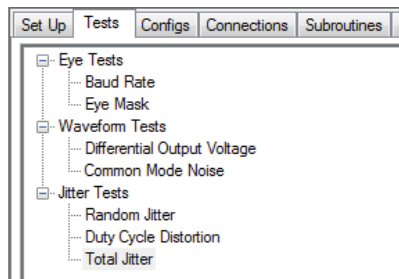 Set Up Tests Configs Connections Subroutines
Eye Tests
Baud Rate
Eye Mask
Waveform Tests
Differential Output Voltage
Common Mode Noise
Jitter Tests
Random Jitter
Duty Cycle Distortion
Total Jitter